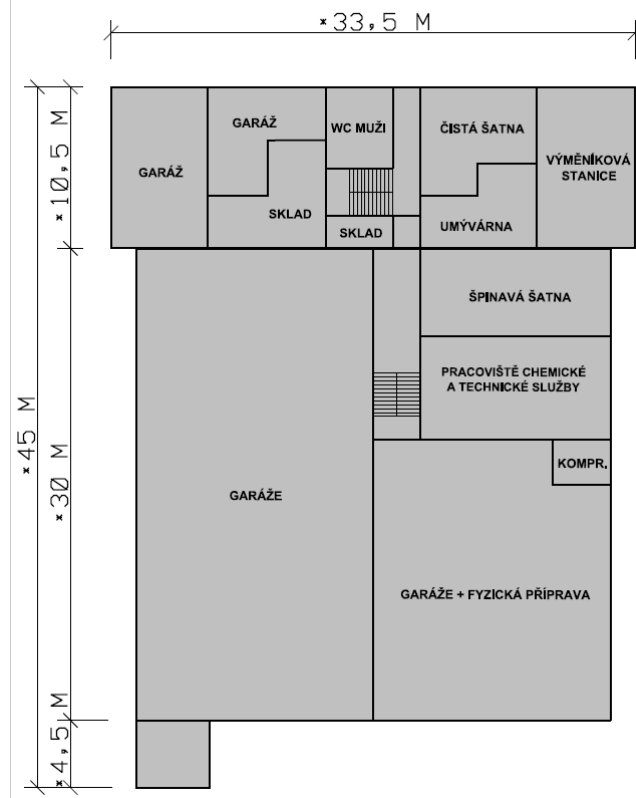 *33,5 M
*10,5 M
*45 M
*30 M
*4,5 M
GARÁŽ
GARÁŽ
SKLAD
WC MUŽI
SKLAD
ČISTÁ ŠATNA
UMÝVÁRNA
VÝMĚNÍKOVÁ
STANICE
ŠPINAVÁ ŠATNA
PRACOVIŠTĚ CHEMICKÉ
A TECHNICKÉ SLUŽBY
KOMPR.
GARÁŽE
GARÁŽE + FYZICKÁ PŘÍPRAVA